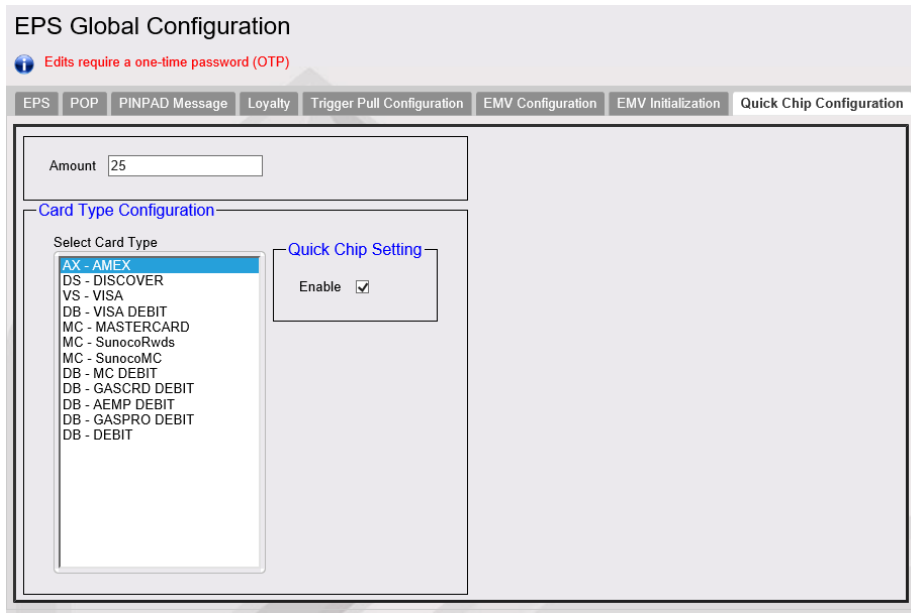 EPS Global Configuration
Edits require a one-time password (OTP)
EPS POP PINPAD Message Loyalty Trigger Pull Configuration EMV Configuration EMV Initialization Quick Chip Configuration
Amount 25
Card Type Configuration
Select Card Type
Quick Chip Setting
Enable
AX - AMEX
DS - DISCOVER
VS - VISA
DB - VISA DEBIT
MC - MASTERCARD
MC - SunocoRwds
MC - SunocoMC
DB - MC DEBIT
DB - GASCRD DEBIT
DB - AEMP DEBIT
DB - GASPRO DEBIT
DB - DEBIT